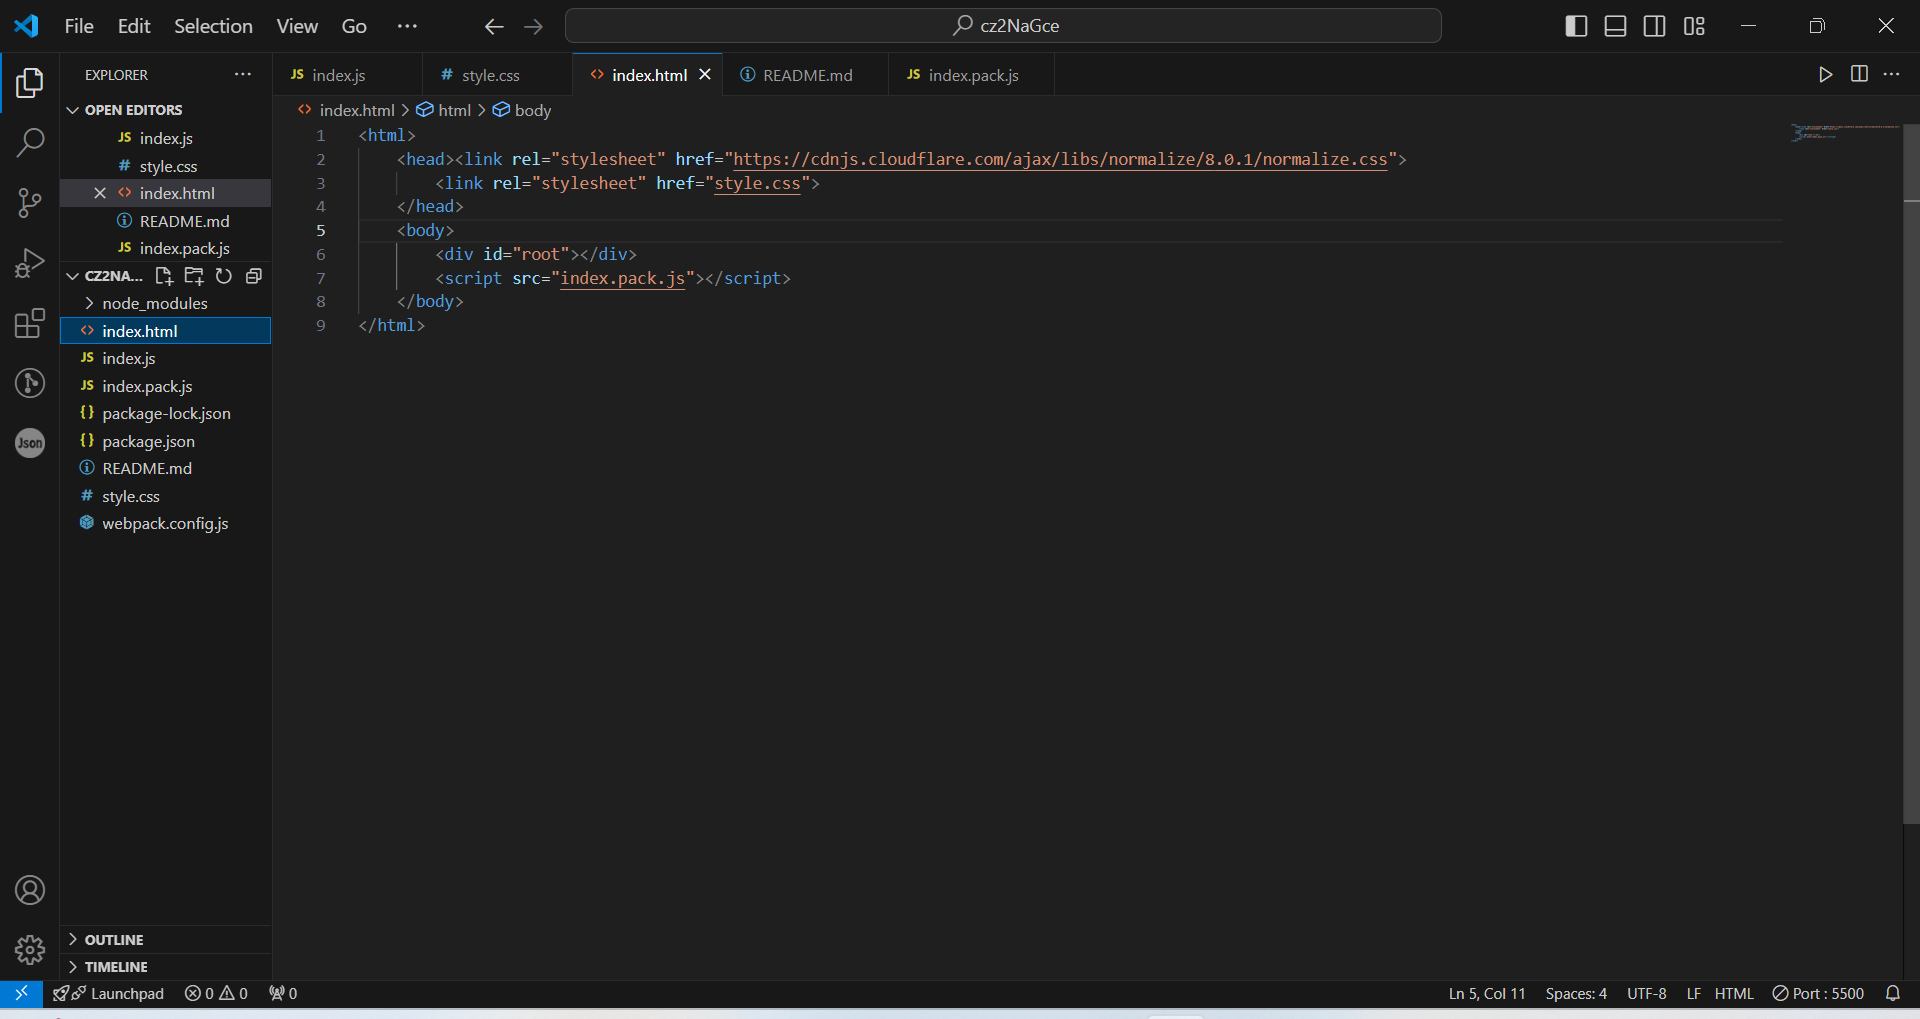 File Edit Selection View Go
cz2NaGce
EXPLORER
OPEN EDITORS
JS index.js
# style.css
<> index.html
README.md
JS index.pack.js
CZ2NA...
node_modules
<> index.html
JS index.js
JS index.pack.js
{} package-lock.json
{} package.json
README.md
# style.css
webpack.config.js
OUTLINE
TIMELINE
Json
JS index.js # style.css <> index.html README.md JS index.pack.js
<> index.html > html > body
1 <html>
2 <head><link rel="stylesheet" href="https://cdnjs.cloudflare.com/ajax/libs/normalize/8.0.1/normalize.css">
3 <link rel="stylesheet" href="style.css">
4 </head>
5 <body>
6 <div id="root"></div>
7 <script src="index.pack.js"></script>
8 </body>
9 </html>
Launchpad 0 0 0 Ln 5, Col 11 Spaces: 4 UTF-8 LF HTML Port : 5500